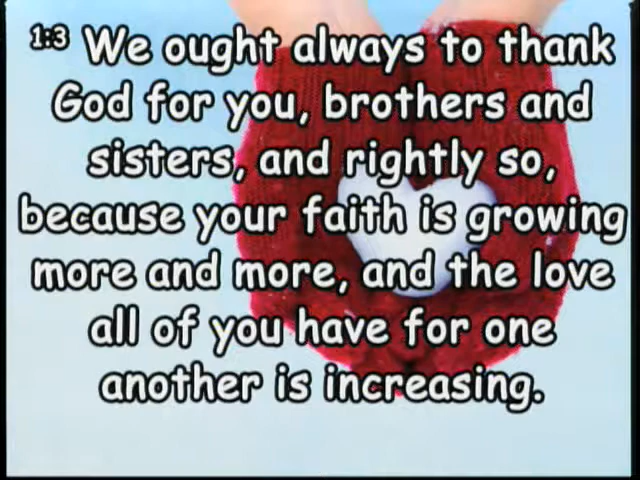 1:3 We ought always to thank
God for you, brothers and
sisters, and rightly so,
because your faith is growing
more and more, and the love
all of you have for one
another is increasing.